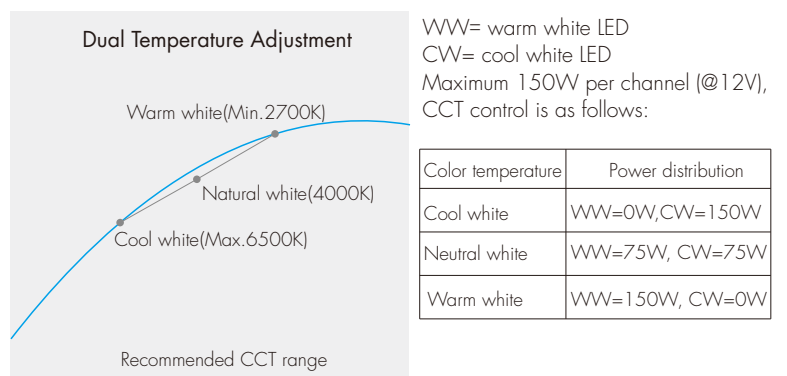 Dual Temperature Adjustment
Warm white(Min.2700K)
Natural white(4000K)
Cool white(Max.6500K)
Recommended CCT range
WW= warm white LED
CW= cool white LED
Maximum 150W per channel (@12V),
CCT control is as follows:
Color temperature Power distribution
Cool white WW=0W,CW=150W
Neutral white WW=75W, CW=75W
Warm white WW=150W, CW=0W